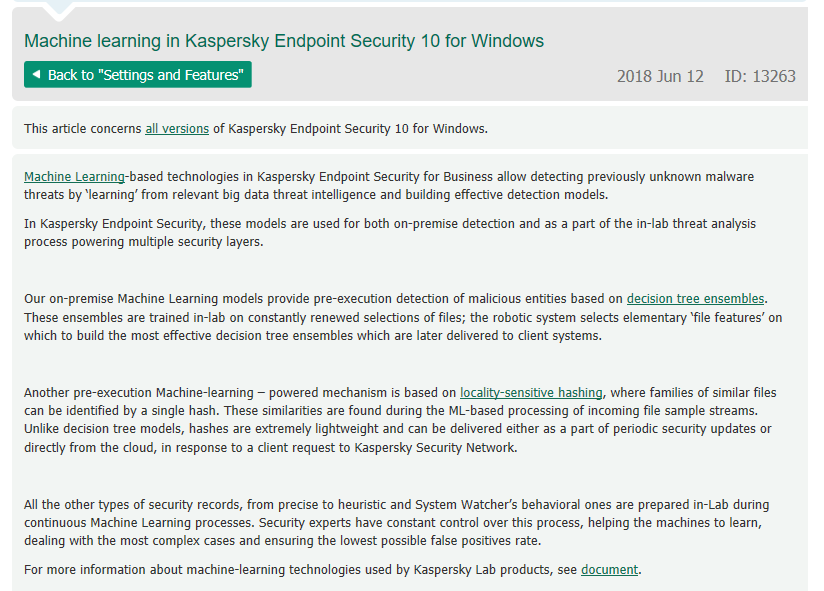 Machine learning in Kaspersky Endpoint Security 10 for Windows
Back to "Settings and Features"
2018 Jun 12 ID: 13263
This article concerns all versions of Kaspersky Endpoint Security 10 for Windows.
Machine Learning-based technologies in Kaspersky Endpoint Security for Business allow detecting previously unknown malware
threats by ‘learning’ from relevant big data threat intelligence and building effective detection models.
In Kaspersky Endpoint Security, these models are used for both on-premise detection and as a part of the in-lab threat analysis
process powering multiple security layers.
Our on-premise Machine Learning models provide pre-execution detection of malicious entities based on decision tree ensembles.
These ensembles are trained in-lab on constantly renewed selections of files; the robotic system selects elementary ‘file features’ on
which to build the most effective decision tree ensembles which are later delivered to client systems.
Another pre-execution Machine-learning – powered mechanism is based on locality-sensitive hashing, where families of similar files
can be identified by a single hash. These similarities are found during the ML-based processing of incoming file sample streams.
Unlike decision tree models, hashes are extremely lightweight and can be delivered either as a part of periodic security updates or
directly from the cloud, in response to a client request to Kaspersky Security Network.
All the other types of security records, from precise to heuristic and System Watcher’s behavioral ones are prepared in-Lab during
continuous Machine Learning processes. Security experts have constant control over this process, helping the machines to learn,
dealing with the most complex cases and ensuring the lowest possible false positives rate.
For more information about machine-learning technologies used by Kaspersky Lab products, see document.